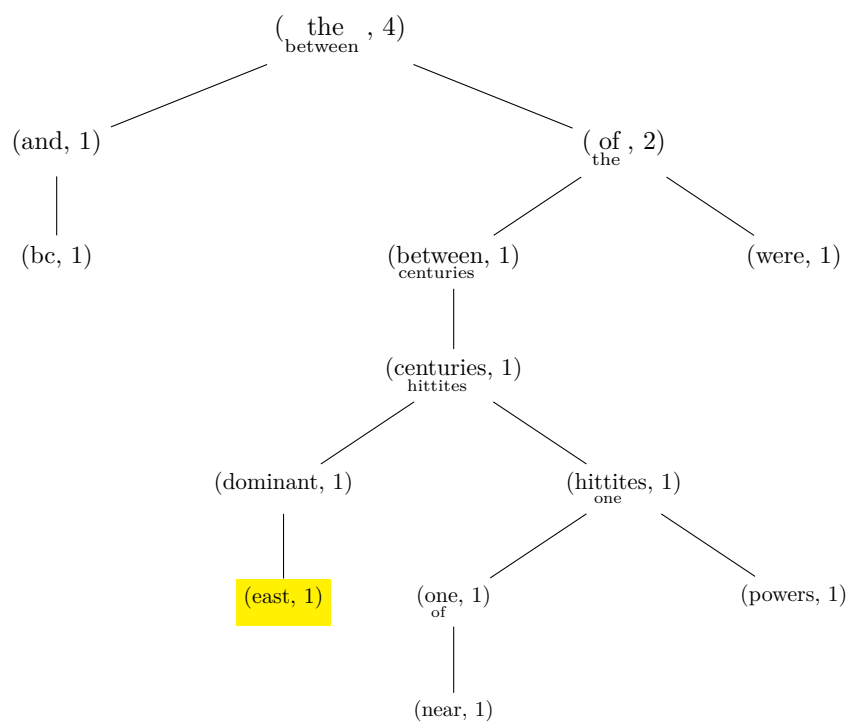 ( the , 4)
between
(and, 1)
( of , 2)
the
(bc, 1)
(between, 1)
centuries
(were, 1)
(centuries, 1)
hittites
(dominant, 1)
(hittites, 1)
one
(east, 1)
(one, 1)
of
(powers, 1)
(near, 1)